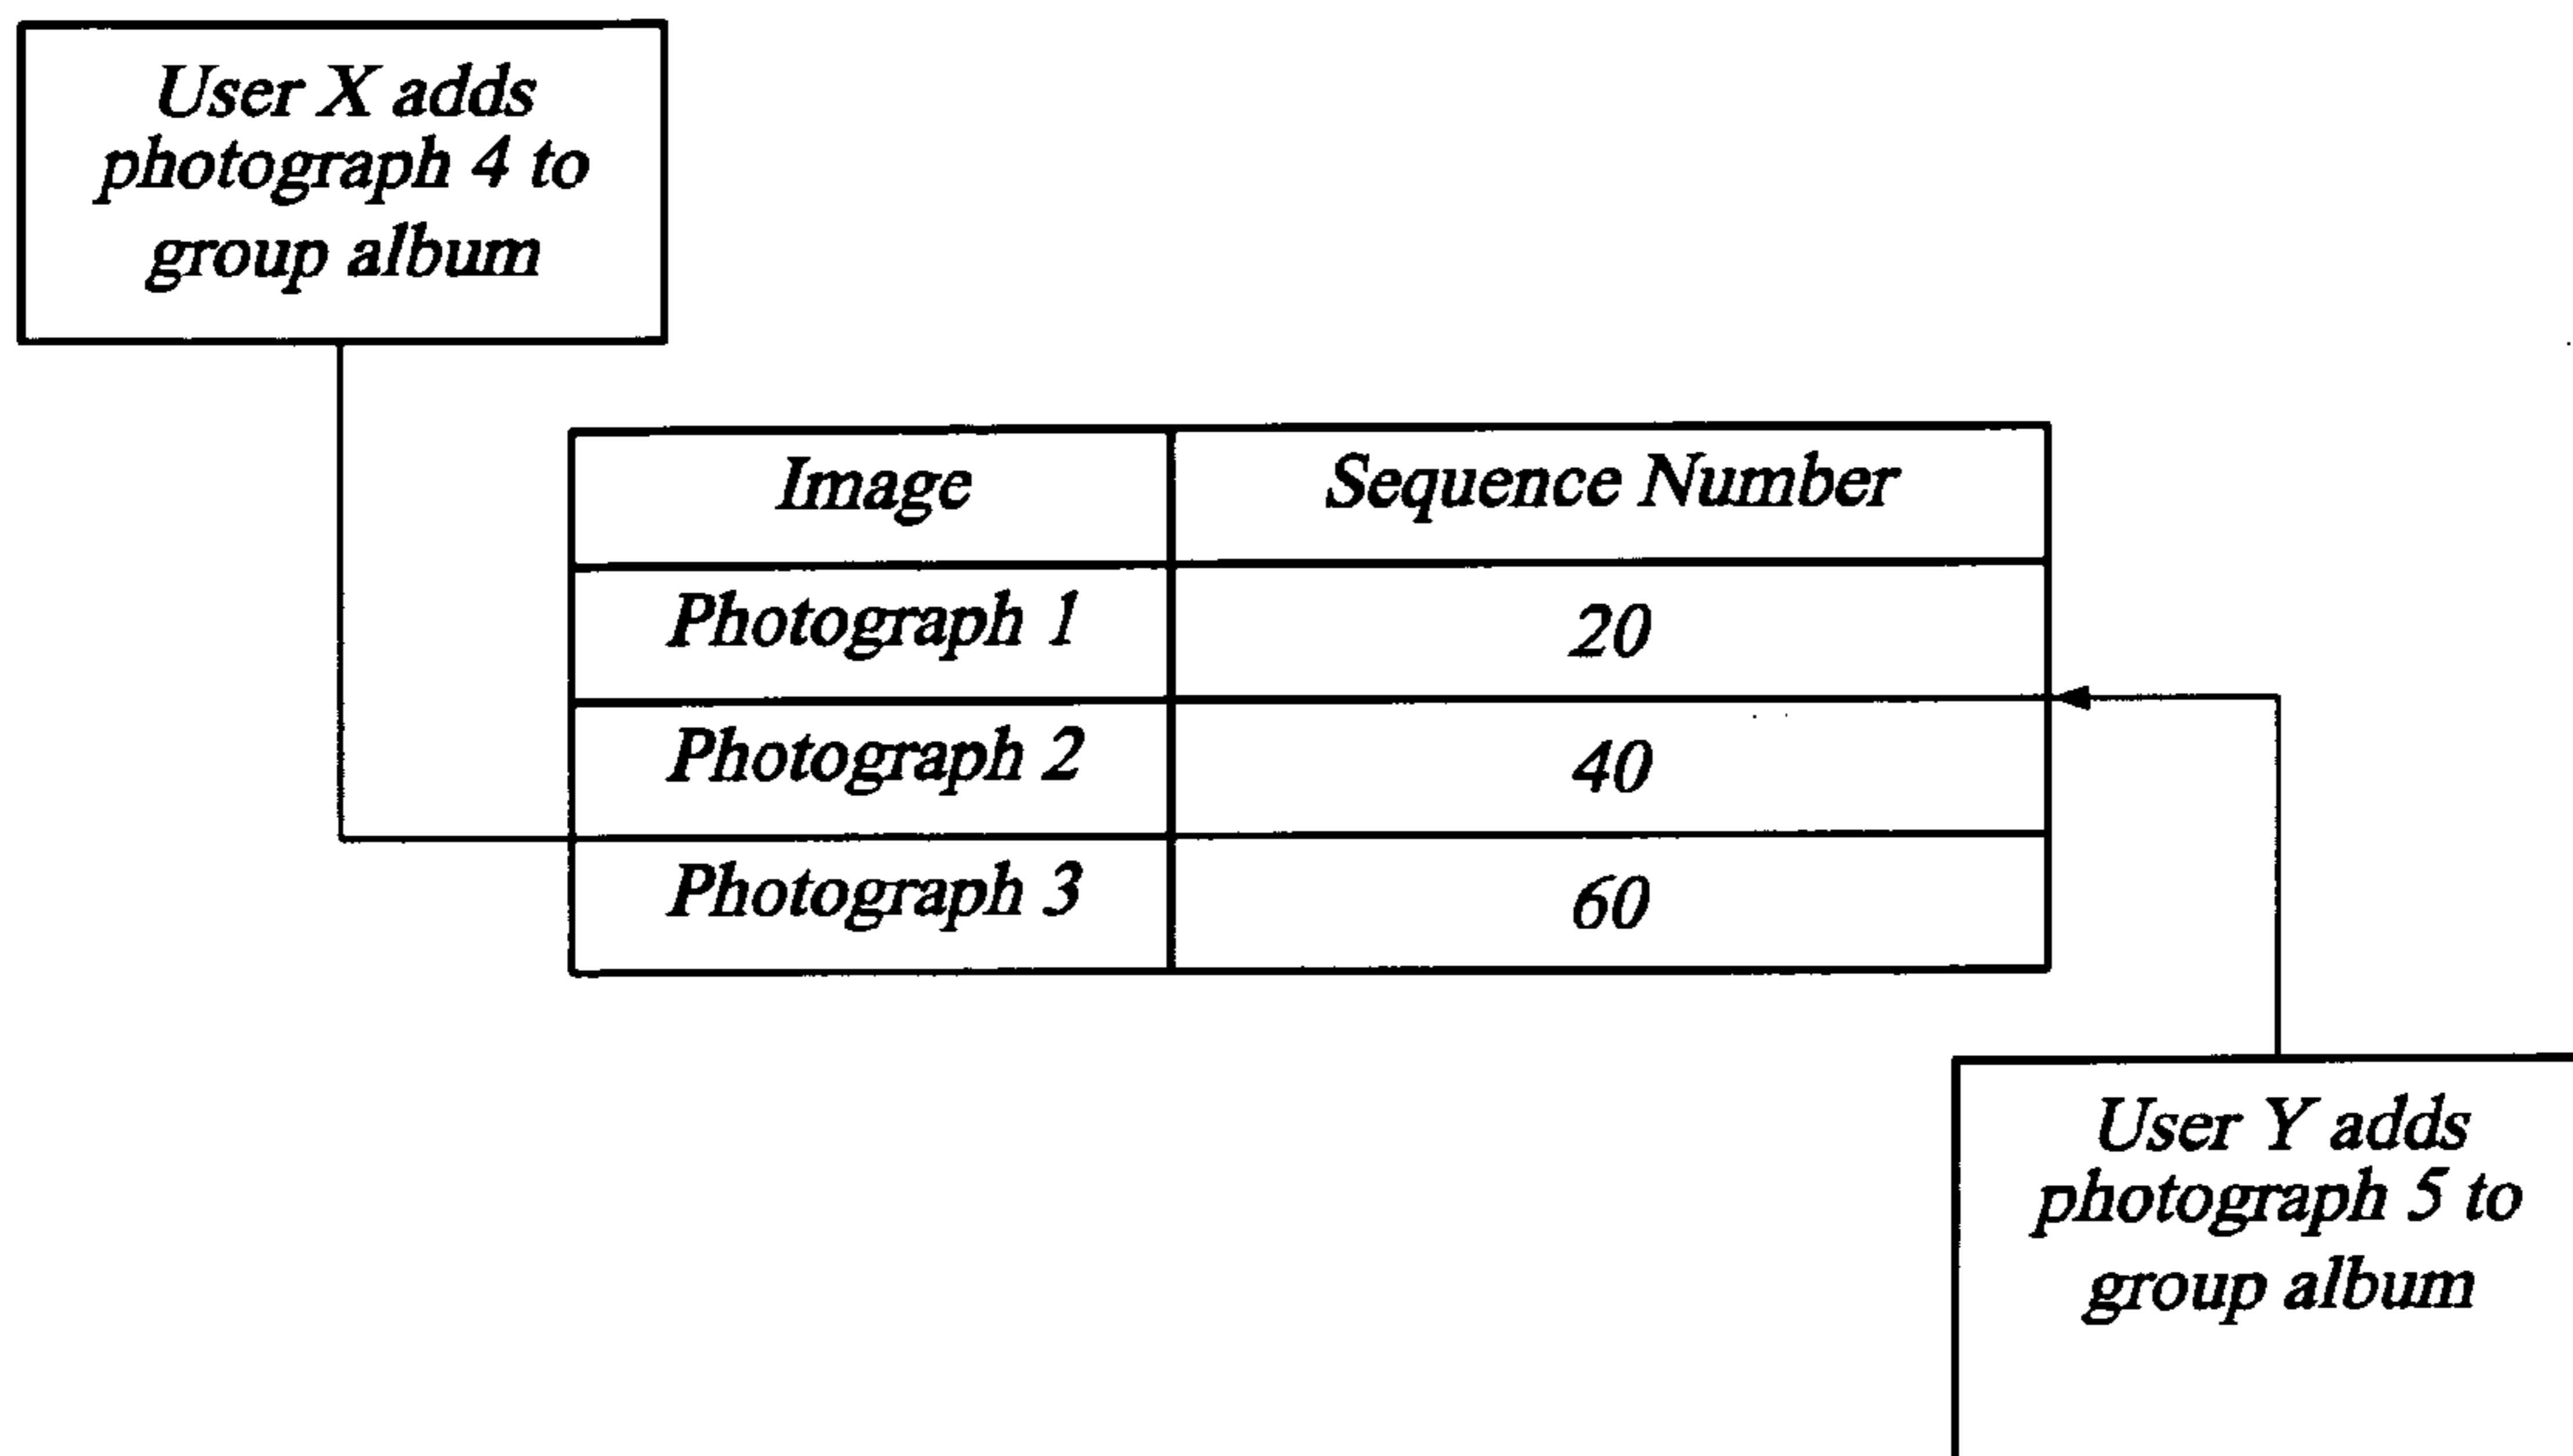 User X adds
photograph 4 to
group album
Image Sequence Number
Photograph 1 20
Photograph 2 40
Photograph 3 60
User Y adds
photograph 5 to
group album